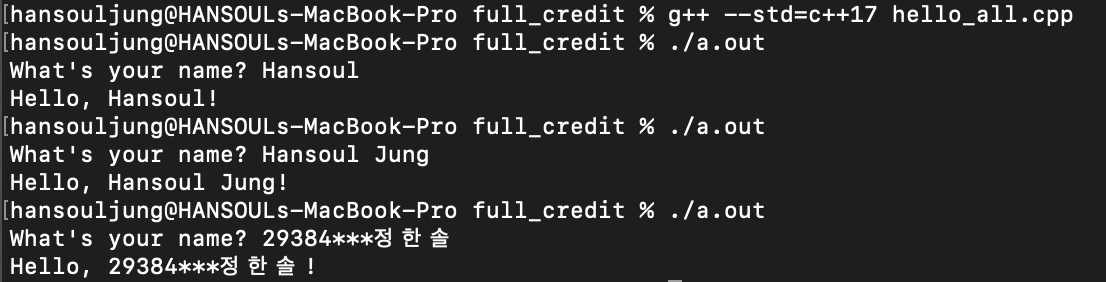 [hansouljung@HANSOULs-MacBook-Pro full_credit % g++ --std=c++17 hello_all.cpp
[hansouljung@HANSOULs-MacBook-Pro full_credit % ./a.out
What's your name? Hansoul
Hello, Hansoul!
[hansouljung@HANSOULs-MacBook-Pro full_credit % ./a.out
What's your name? Hansoul Jung
Hello, Hansoul Jung!
[hansouljung@HANSOULs-MacBook-Pro full_credit % ./a.out
What's your name? 29384***정 한 솔
Hello, 29384***정 한 솔 !